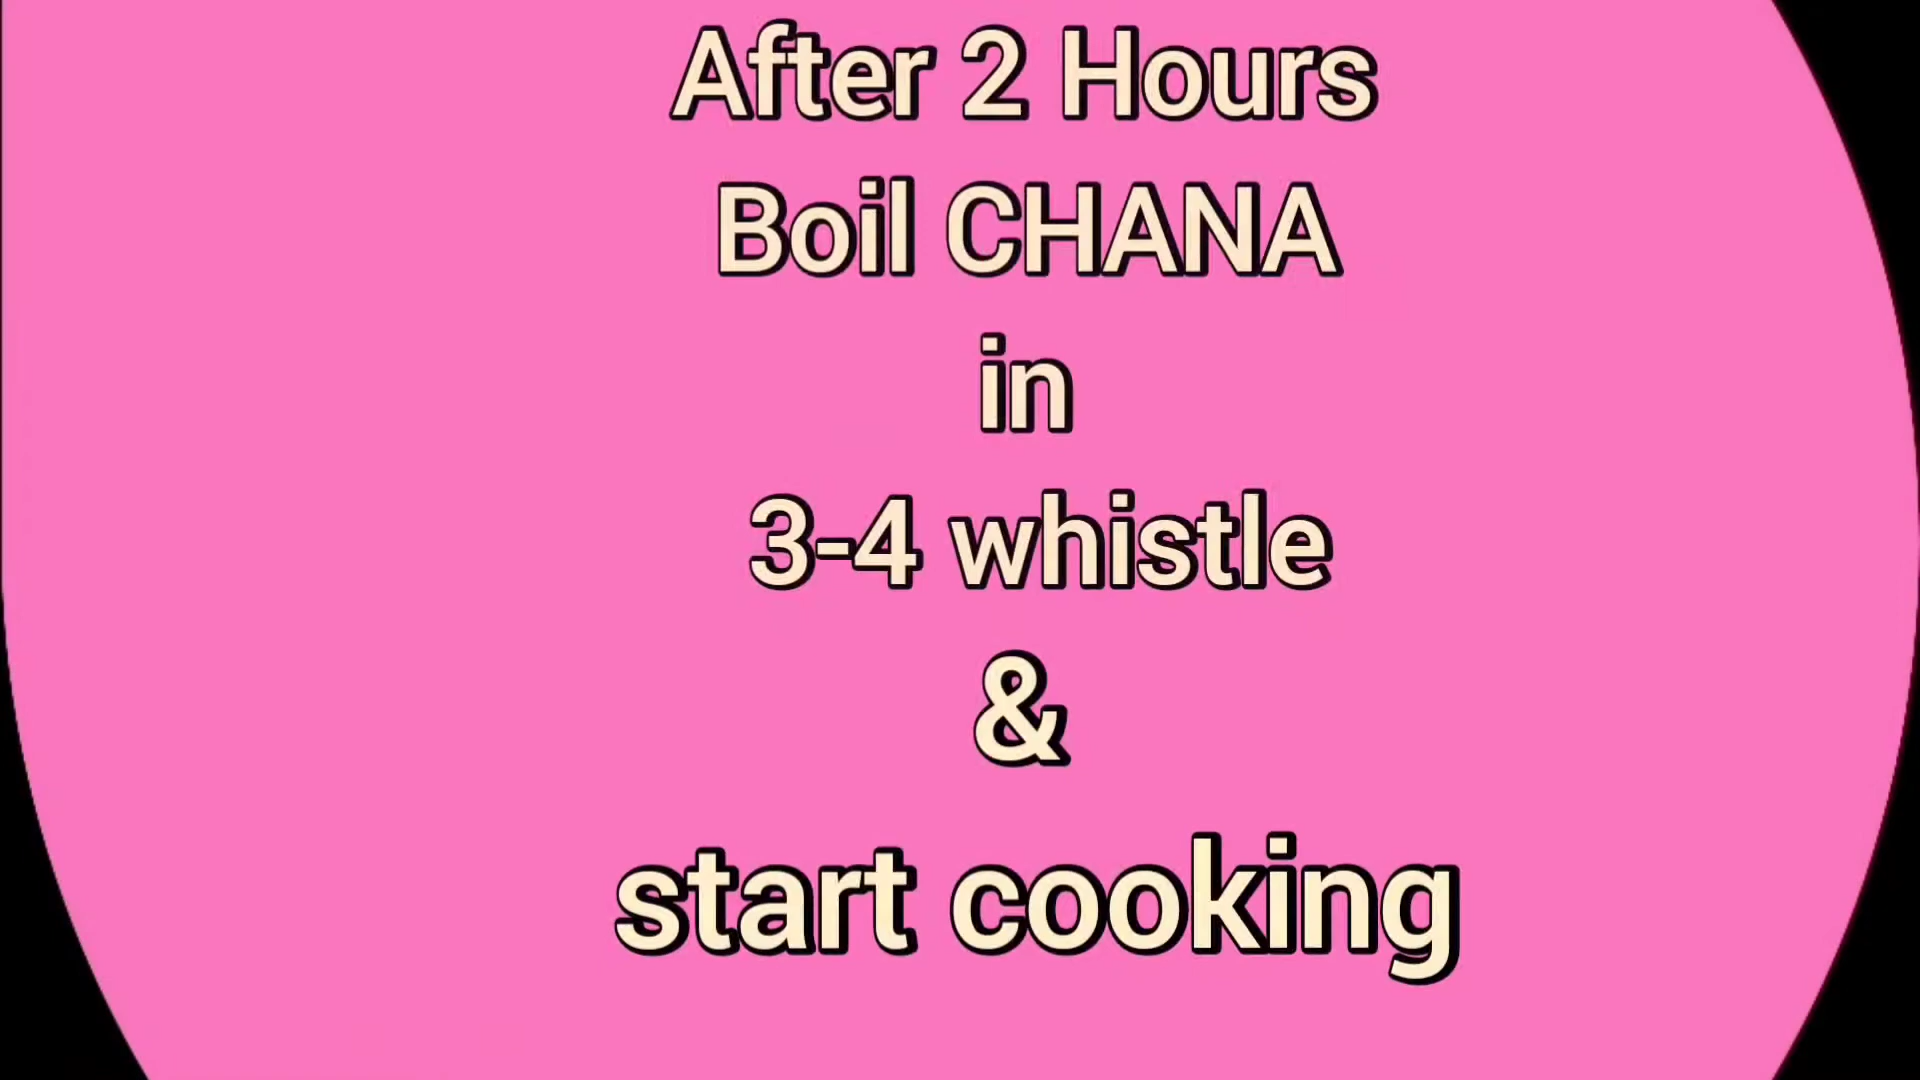 After 2 Hours
Boil CHANA
in
3-4 whistle
&
start cooking